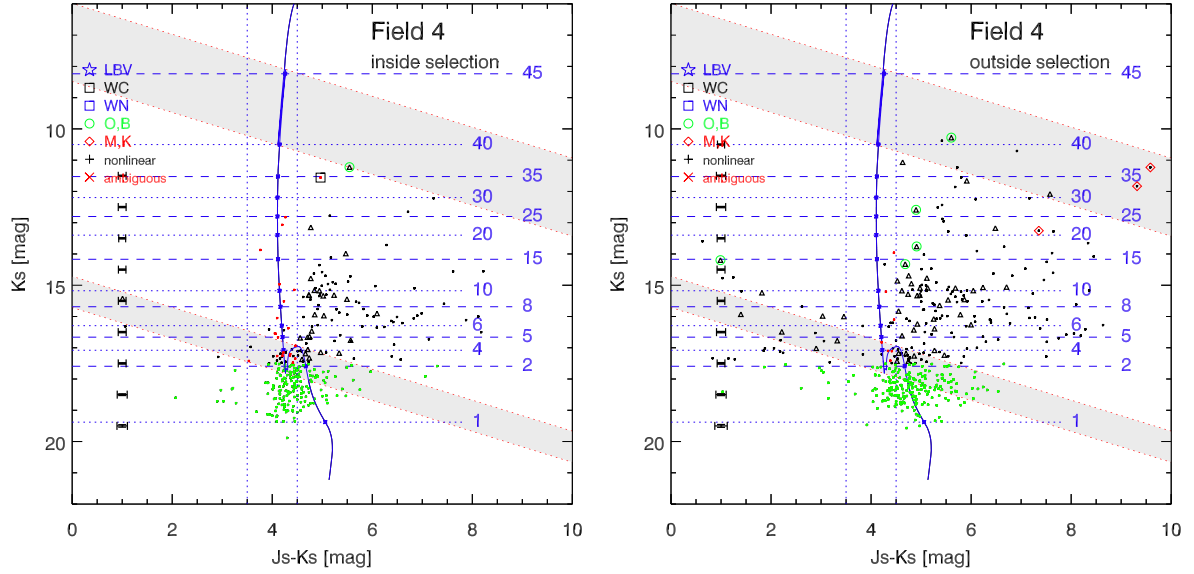 Field 4
inside selection
LBV
WC
WN
O,B
M,K
nonlinear
ambiguous
45
40
35
30
25
20
15
10
8
6
5
4
2
1
10
15
20
Ks [mag]
0 2 4 6 8 10
Js-Ks [mag]
Field 4
outside selection
LBV
WC
WN
O,B
M,K
nonlinear
ambiguous
45
40
35
30
25
20
15
10
8
6
5
4
2
1
10
15
20
Ks [mag]
0 2 4 6 8 10
Js-Ks [mag]